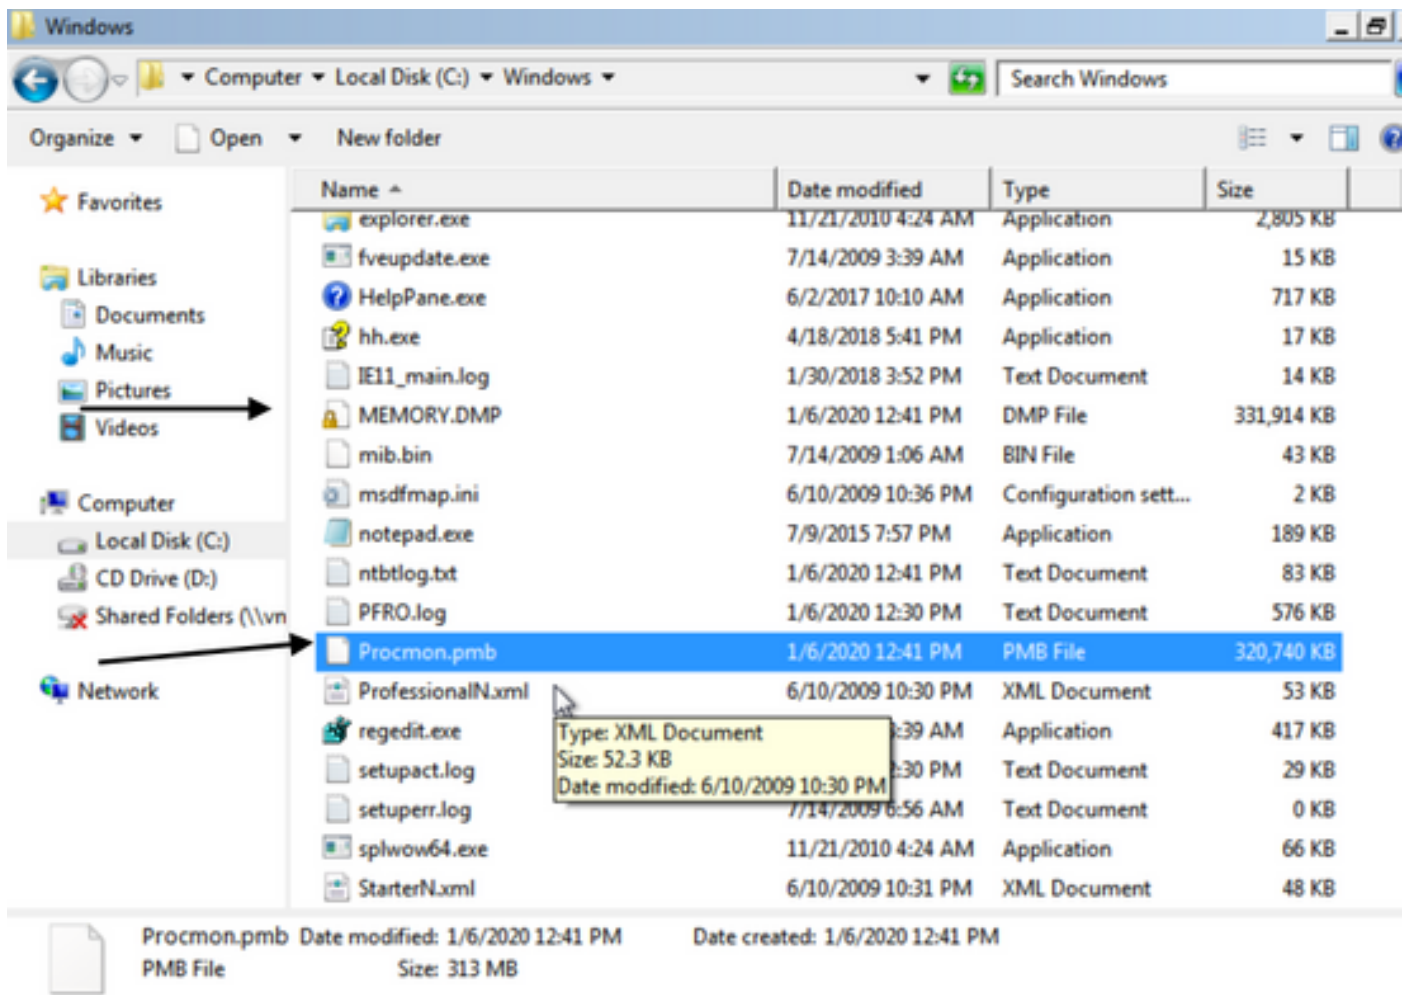 Windows
Computer Local Disk (C:) Windows Search Windows
Organize Open New folder
Name Date modified Type Size
Favorites
Libraries
Documents
Music
Pictures
Videos
Computer
Local Disk (C:)
CD Drive (D:)
Shared Folders (\\vn
Network
explorer.exe 11/21/2010 4:24 AM Application 2,805 KB
fveupdate.exe 7/14/2009 3:39 AM Application 15 KB
HelpPane.exe 6/2/2017 10:10 AM Application 717 KB
hh.exe 4/18/2018 5:41 PM Application 17 KB
IE11_main.log 1/30/2018 3:52 PM Text Document 14 KB
MEMORY.DMP 1/6/2020 12:41 PM DMP File 331,914 KB
mib.bin 7/14/2009 1:06 AM BIN File 43 KB
msdfmap.ini 6/10/2009 10:36 PM Configuration sett... 2 KB
notepad.exe 7/9/2015 7:57 PM Application 189 KB
ntbtlog.txt 1/6/2020 12:41 PM Text Document 83 KB
PFRO.log 1/6/2020 12:30 PM Text Document 576 KB
Procmon.pmb 1/6/2020 12:41 PM PMB File 320,740 KB
ProfessionalN.xml 6/10/2009 10:30 PM XML Document 53 KB
regedit.exe :39 AM Application 417 KB
setupact.log :30 PM Text Document 29 KB
setuperr.log 7/14/2009 6:56 AM Text Document 0 KB
splwow64.exe 11/21/2010 4:24 AM Application 66 KB
StarterN.xml 6/10/2009 10:31 PM XML Document 48 KB
Type: XML Document
Size: 52.3 KB
Date modified: 6/10/2009 10:30 PM
Procmon.pmb Date modified: 1/6/2020 12:41 PM Date created: 1/6/2020 12:41 PM
PMB File Size: 313 MB